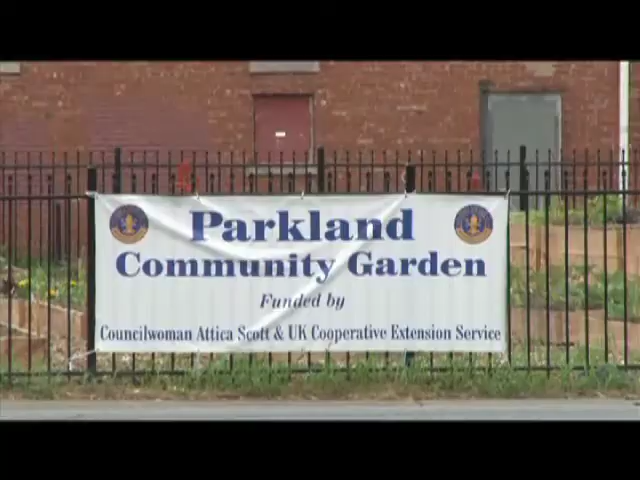 Parkland
Community Garden
Funded by
Councilwoman Attica Scott & UK Cooperative Extension Service